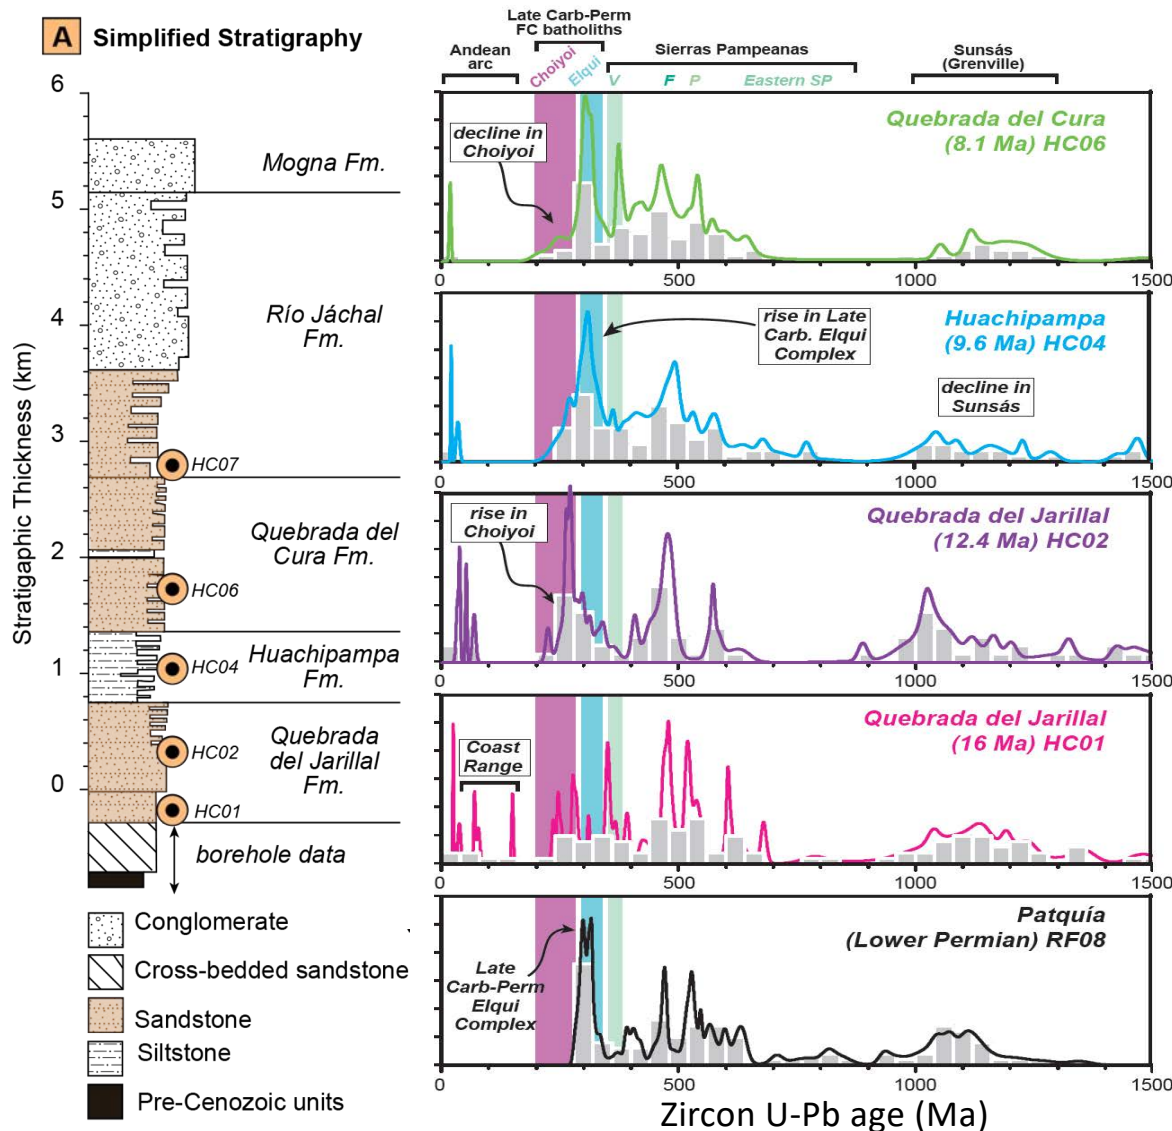 A Simplified Stratigraphy
6
5
4
3
2
1
0
Stratigaphic Thickness (km)
Mogna Fm.
Río Jáchal
Fm.
HC07
Quebrada del
Cura Fm.
HC06
Huachipampa
Fm.
HC04
Quebrada
del Jarillal
Fm.
HC02
HC01
borehole data
Conglomerate
Cross-bedded sandstone
Sandstone
Siltstone
Pre-Cenozoic units
Late Carb-Perm
FC batholiths
Andean
arc
Choiyoi
Elqui
Sierras Pampeanas
V F P Eastern SP
Sunsás
(Grenville)
decline in
Choiyoi
Quebrada del Cura
(8.1 Ma) HC06
0 500 1000 1500
rise in Late
Carb. Elqui
Complex
Huachipampa
(9.6 Ma) HC04
decline in
Sunsás
0 500 1000 1500
rise in
Choiyoi
Quebrada del Jarillal
(12.4 Ma) HC02
0 500 1000 1500
Coast
Range
Quebrada del Jarillal
(16 Ma) HC01
0 500 1000 1500
Late
Carb-Perm
Elqui
Complex
Patquía
(Lower Permian) RF08
0 500 1000 1500
Zircon U-Pb age (Ma)